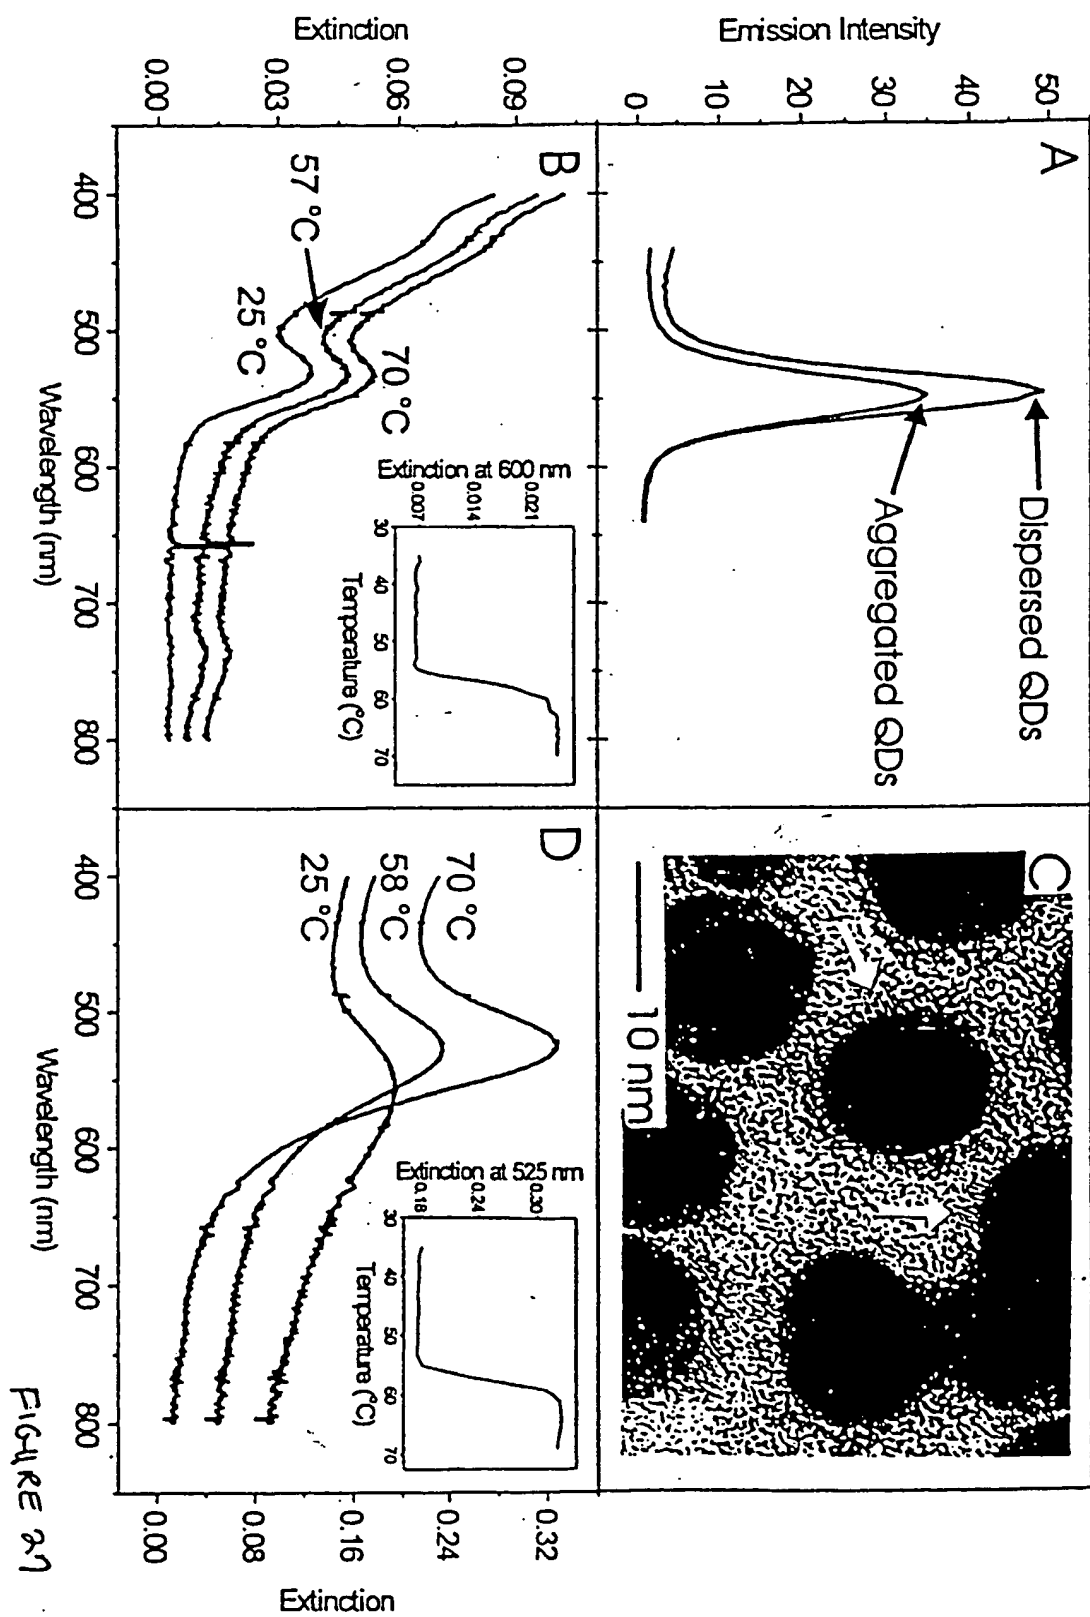 A
Emission Intensity
0
10
20
30
40
50
Dispersed QDs
Aggregated QDs
B
Extinction
0.00
0.03
0.06
0.09
400
500
600
700
800
Wavelength (nm)
57 °C
25 °C
70 °C
Extinction at 600 nm
0.007
0.014
0.021
30
40
50
60
70
Temperature (°C)
C
10 nm
D
70 °C
58 °C
25 °C
400
500
600
700
800
Wavelength (nm)
0.00
0.08
0.16
0.24
0.32
Extinction
Extinction at 525 nm
0.18
0.24
0.30
30
40
50
60
70
Temperature (°C)
FIGURE 27